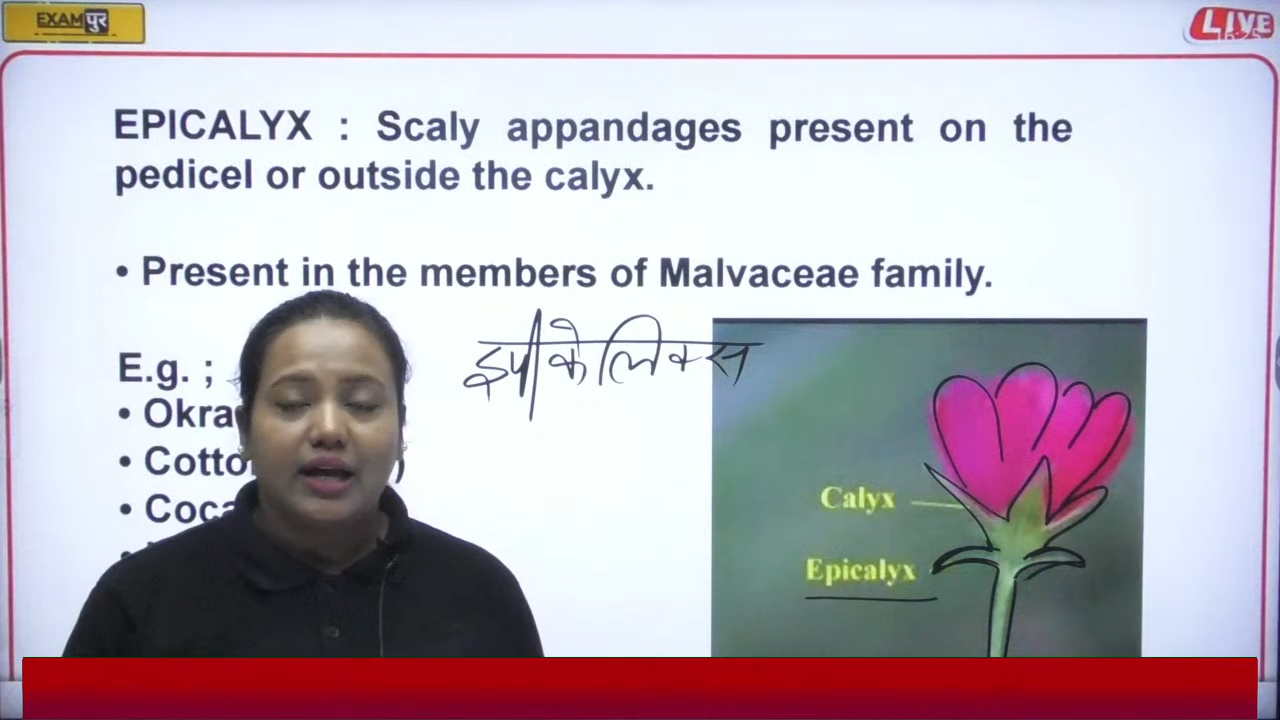 EXAMपुर
LIVE
EPICALYX : Scaly appandages present on the
pedicel or outside the calyx.
• Present in the members of Malvaceae family.
E.g. ;
• Okra
इपीकेलिक्स
Calyx
Epicalyx